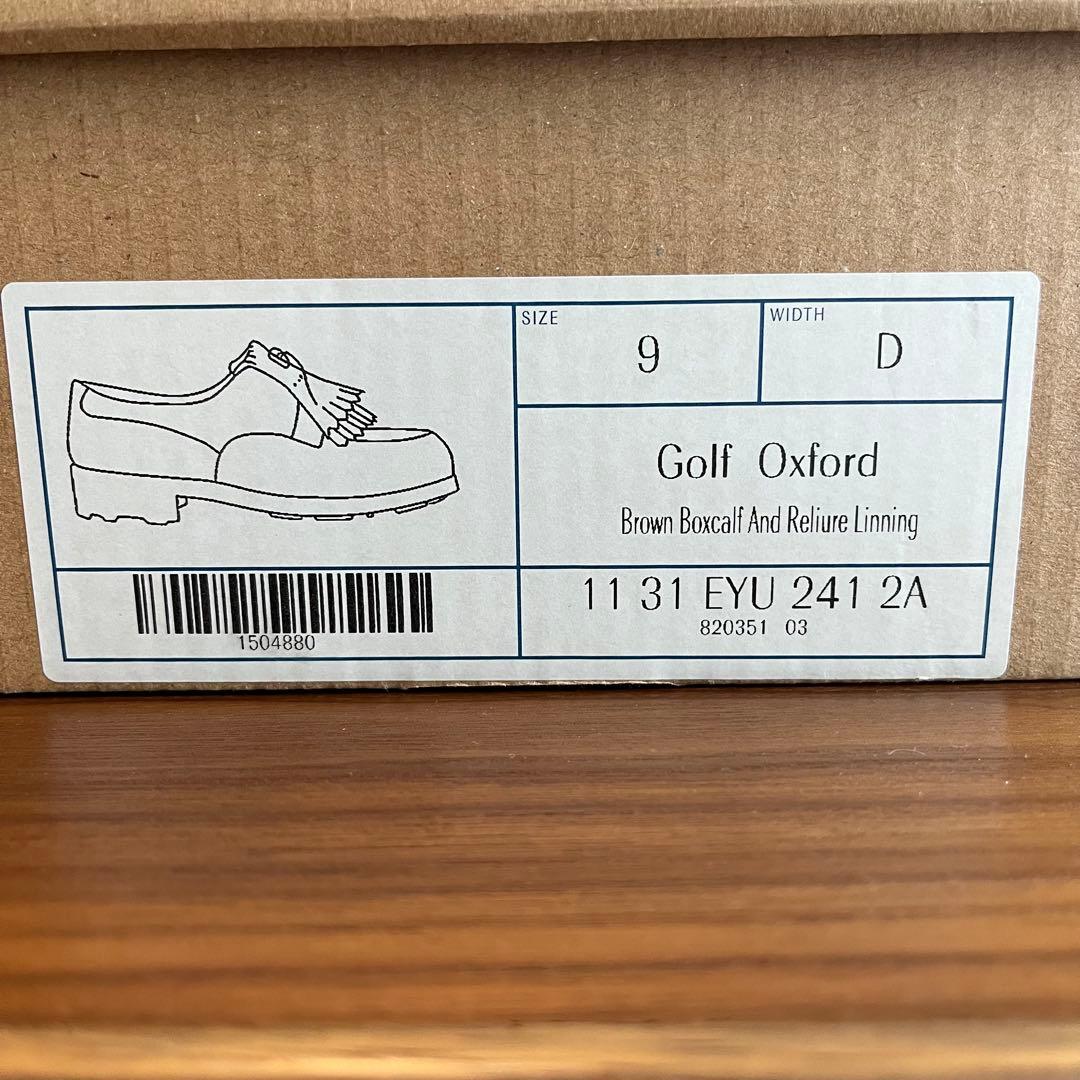 SIZE
9
WIDTH
D
Golf Oxford
Brown Boxcalf And Reliure Linning
1504880
11 31 EYU 241 2A
820351 03